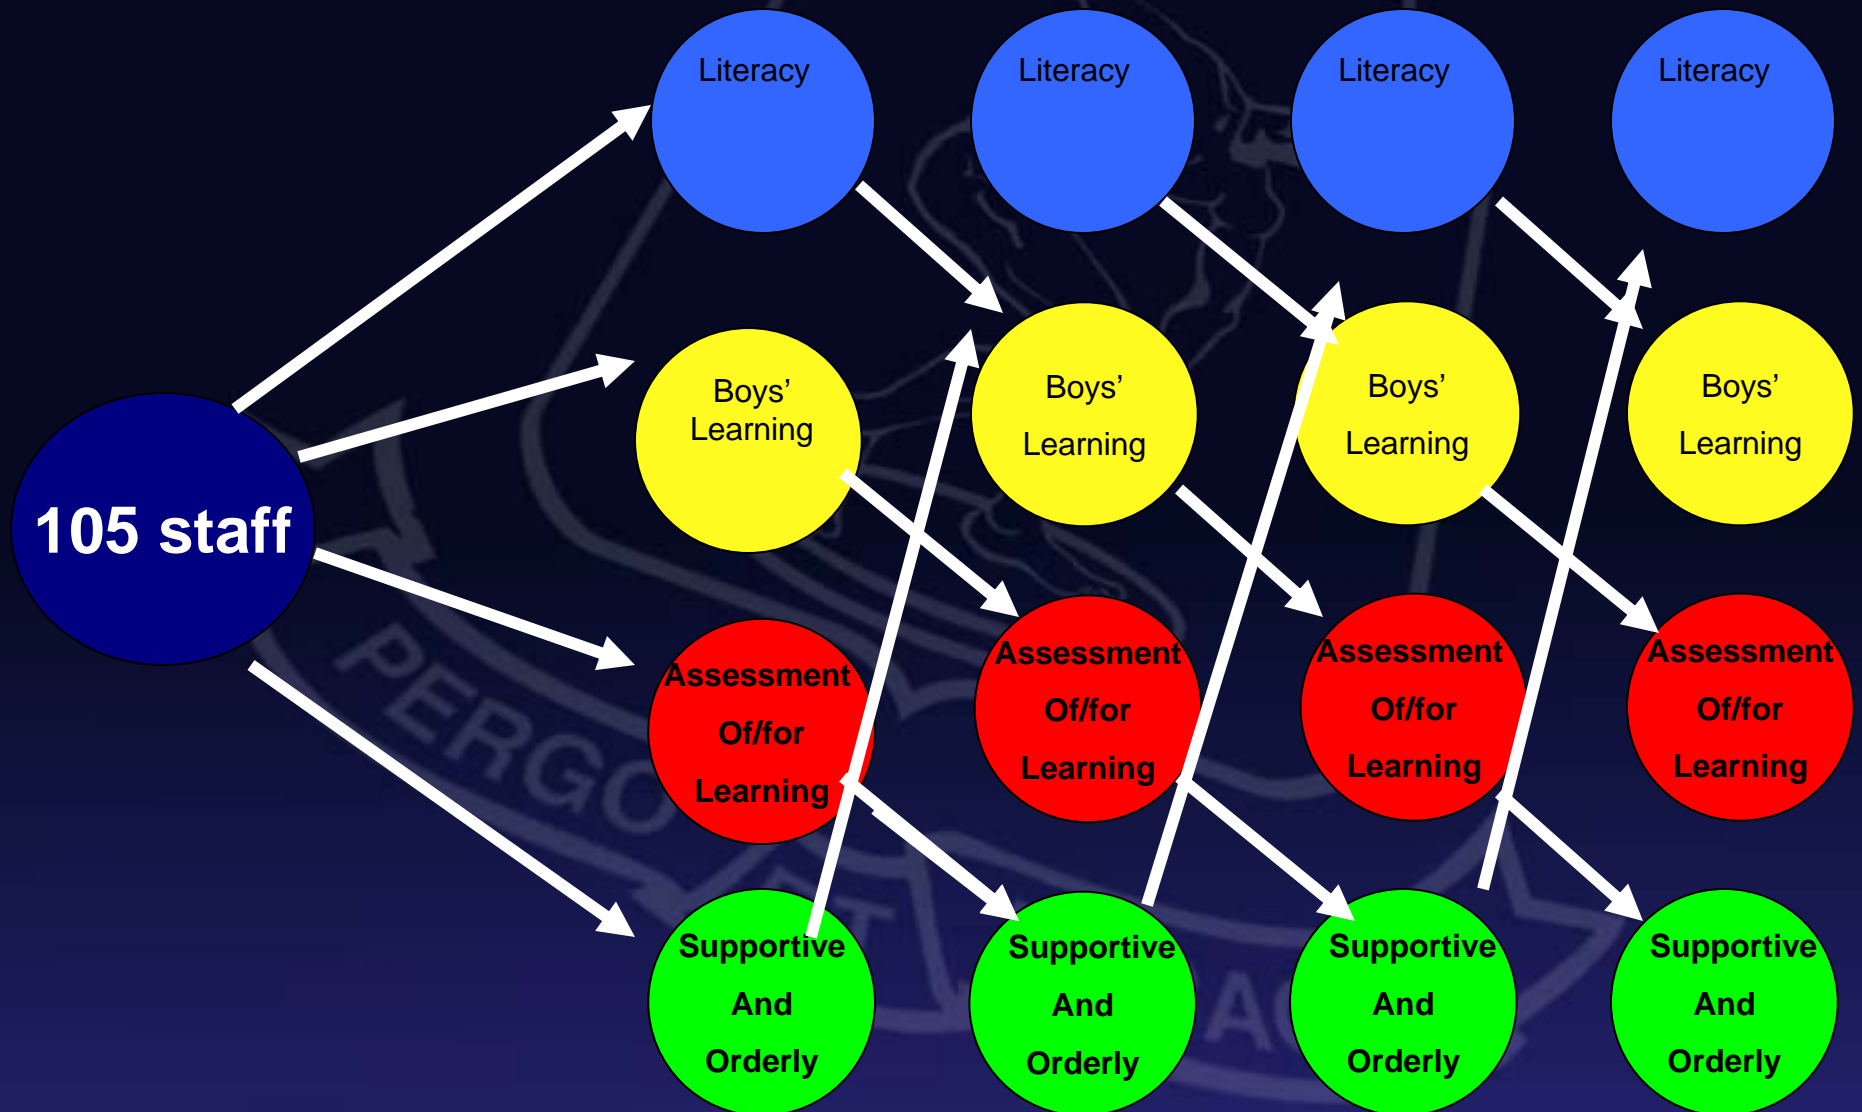 Literacy
Literacy
Literacy
Literacy
Boys’
Learning
Boys’
Learning
Boys’
Learning
Boys’
Learning
105 staff
Assessment
Of/for
Learning
Assessment
Of/for
Learning
Assessment
Of/for
Learning
Assessment
Of/for
Learning
PERGO
ET
Supportive
And
Orderly
Supportive
And
Orderly
Supportive
And
Orderly
Supportive
And
Orderly